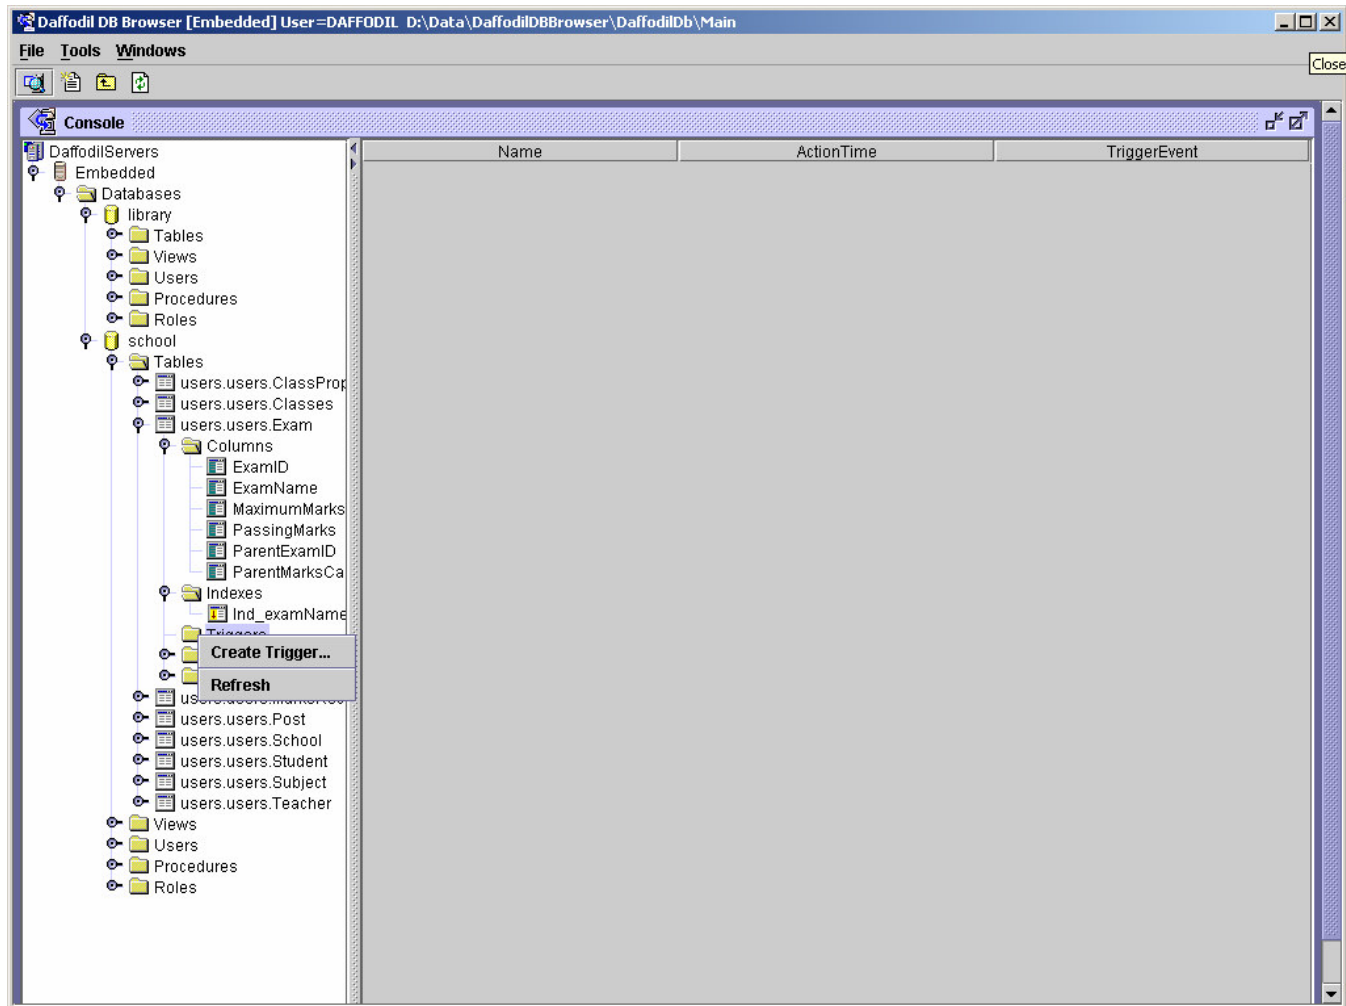 Daffodil DB Browser [Embedded] User=DAFFODIL D:\Data\DaffodilDBBrowser\DaffodilDb\Main
File Tools Windows
Close
Console
DaffodilServers
Name ActionTime TriggerEvent
Embedded
Databases
library
Tables
Views
Users
Procedures
Roles
school
Tables
users.users.ClassProp
users.users.Classes
users.users.Exam
Columns
ExamID
ExamName
MaximumMarks
PassingMarks
ParentExamID
ParentMarksCa
Indexes
Ind_examName
Triggers
Create Trigger...
Refresh
users.users.Post
users.users.School
users.users.Student
users.users.Subject
users.users.Teacher
Views
Users
Procedures
Roles